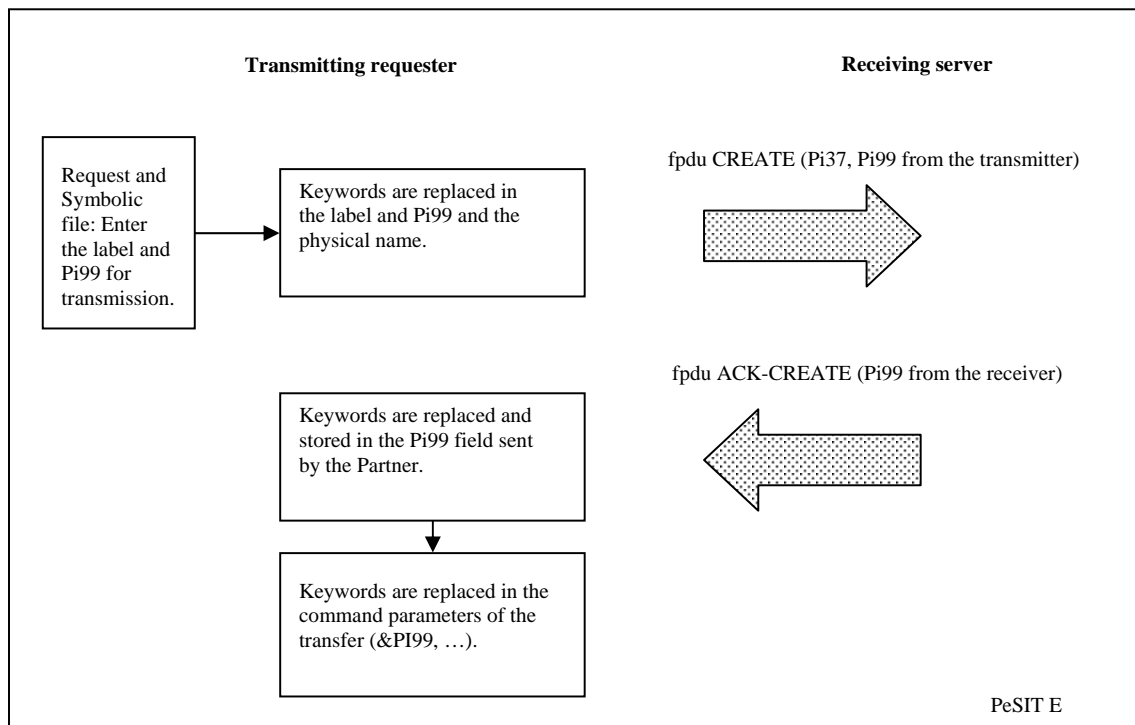 Transmitting requester
Receiving server
Request and
Symbolic
file: Enter
the label and
Pi99 for
transmission.
Keywords are replaced in
the label and Pi99 and the
physical name.
fpdu CREATE (Pi37, Pi99 from the transmitter)
fpdu ACK-CREATE (Pi99 from the receiver)
Keywords are replaced and
stored in the Pi99 field sent
by the Partner.
Keywords are replaced in the
command parameters of the
transfer (&PI99, …).
PeSIT E